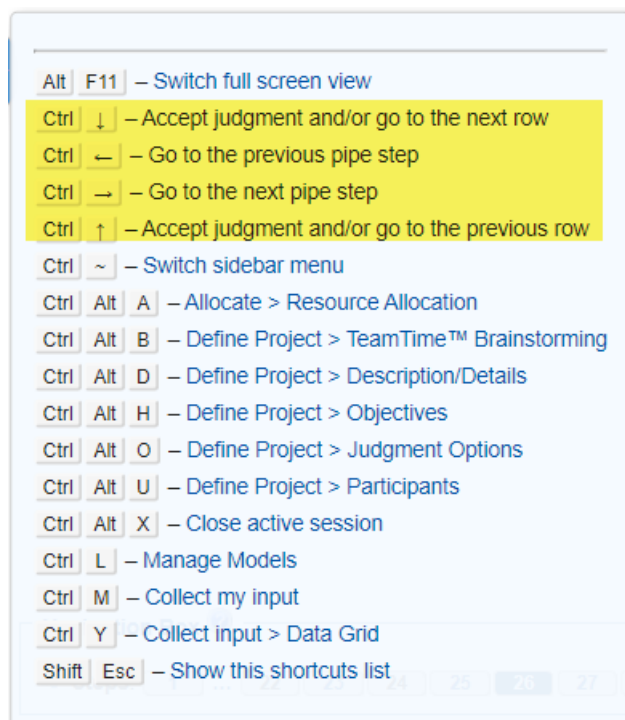 Alt F11 – Switch full screen view
Ctrl ↓ – Accept judgment and/or go to the next row
Ctrl ← – Go to the previous pipe step
Ctrl → – Go to the next pipe step
Ctrl ↑ – Accept judgment and/or go to the previous row
Ctrl ~ – Switch sidebar menu
Ctrl Alt A – Allocate > Resource Allocation
Ctrl Alt B – Define Project > TeamTime™ Brainstorming
Ctrl Alt D – Define Project > Description/Details
Ctrl Alt H – Define Project > Objectives
Ctrl Alt O – Define Project > Judgment Options
Ctrl Alt U – Define Project > Participants
Ctrl Alt X – Close active session
Ctrl L – Manage Models
Ctrl M – Collect my input
Ctrl Y – Collect input > Data Grid
Shift Esc – Show this shortcuts list
24 25 26 27